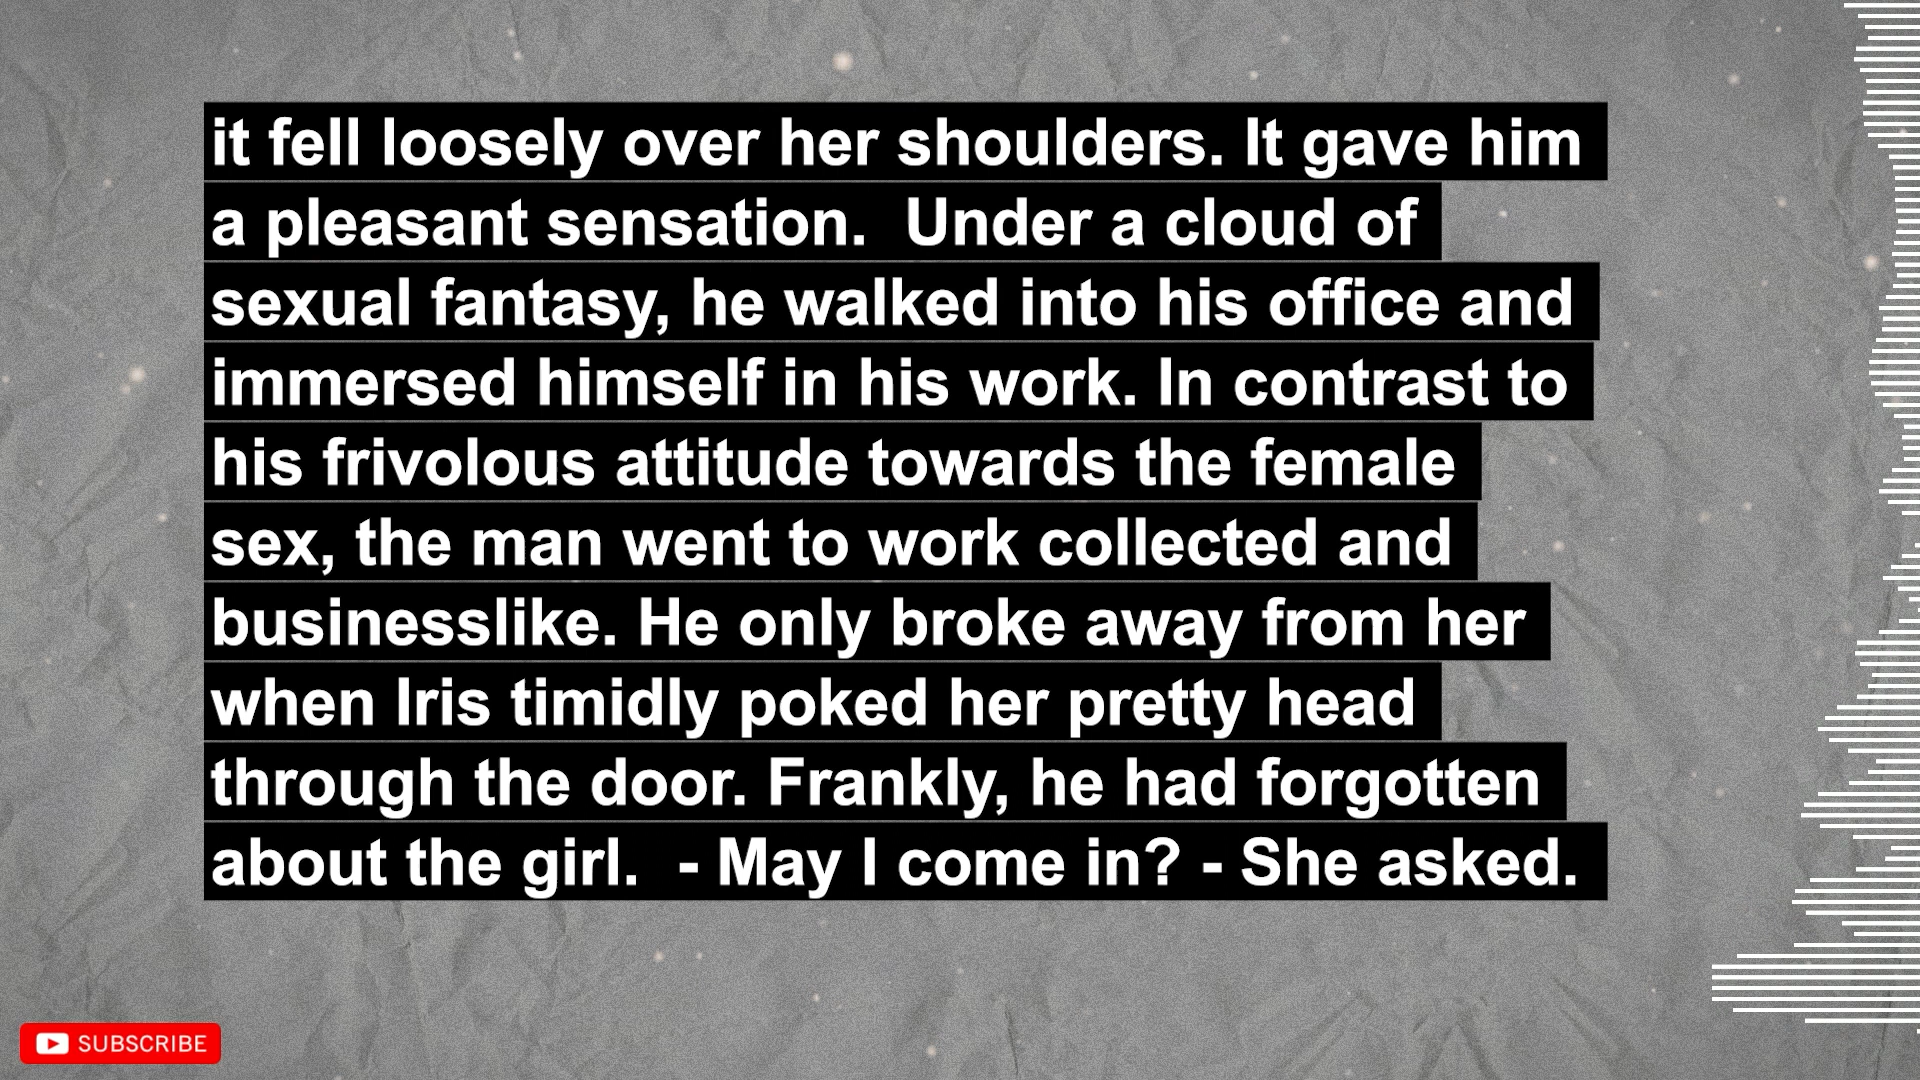 it fell loosely over her shoulders. It gave him
a pleasant sensation.  Under a cloud of
sexual fantasy, he walked into his office and
immersed himself in his work. In contrast to
his frivolous attitude towards the female
sex, the man went to work collected and
businesslike. He only broke away from her
when Iris timidly poked her pretty head
through the door. Frankly, he had forgotten
about the girl.  - May I come in? - She asked.
SUBSCRIBE